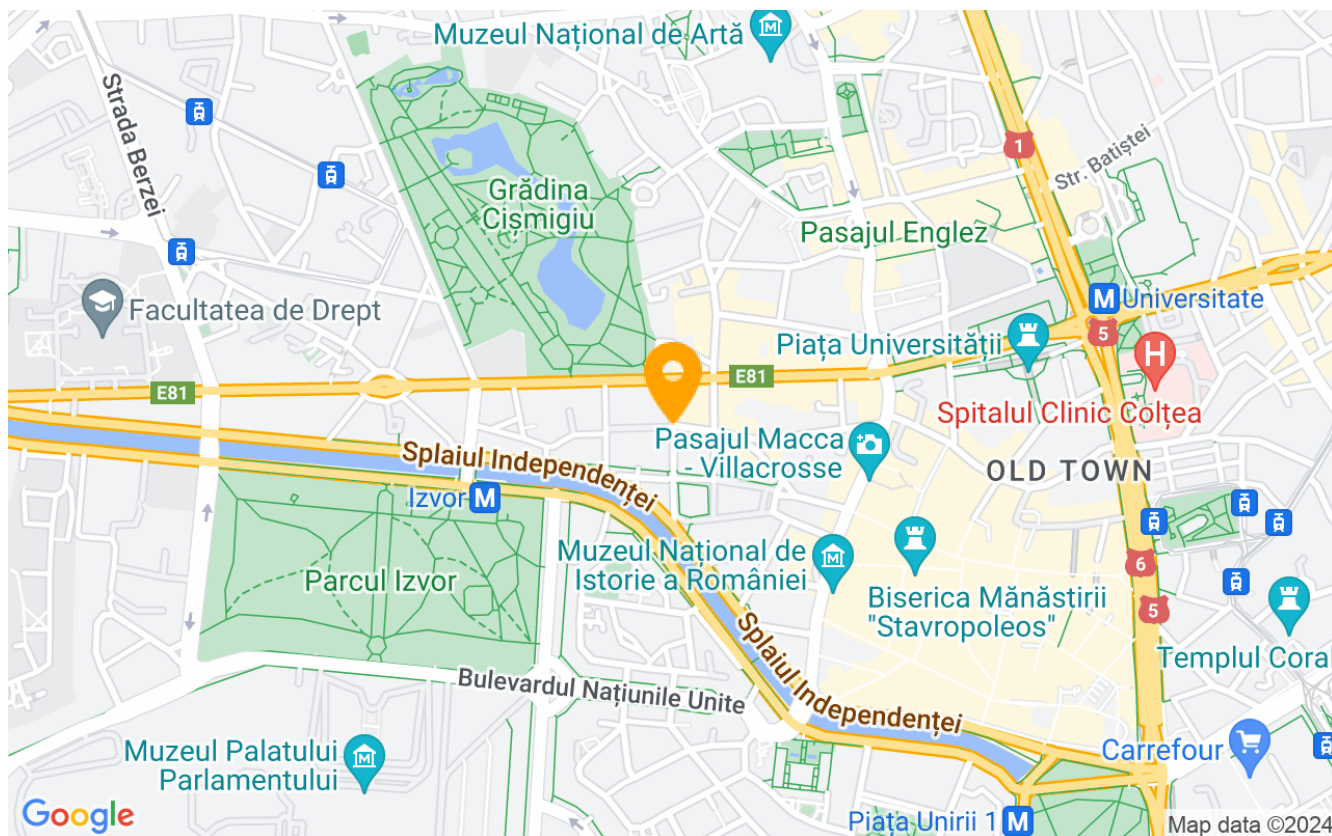 Muzeul Național de Artă
Strada Berzei
1
Str. Batiștei
Grădina
Cișmigiu
Pasajul Englez
Facultatea de Drept
M Universitate
5
Piața Universității
H
E81
E81
Spitalul Clinic Colțea
Pasajul Macca
- Villacrosse
OLD TOWN
Splaiul Independenței
Izvor M
Muzeul Național de
Istorie a României
6
Parcul Izvor
Biserica Mănăstirii
"Stavropoleos"
5
Templul Coral
Splaiul Independenței
Bulevardul Națiunile Unite
Muzeul Palatului
Parlamentului
Carrefour
Google
Piața Unirii 1 M
Map data ©2024